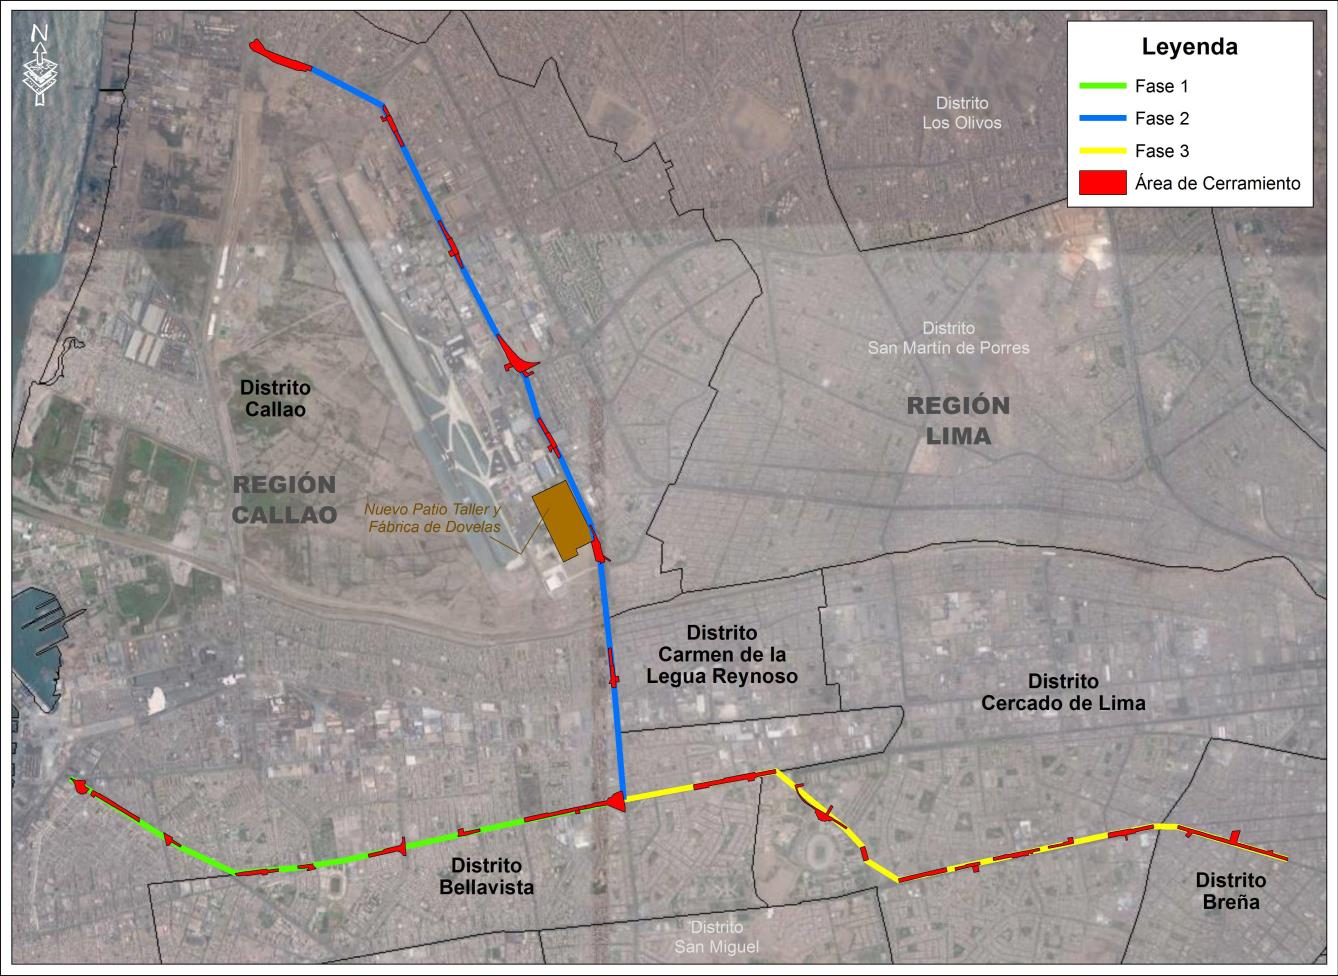 N
Leyenda
Fase 1
Fase 2
Fase 3
Área de Cerramiento
Distrito
Los Olivos
Distrito
San Martín de Porres
REGIÓN
LIMA
Distrito
Callao
REGIÓN
CALLAO
Nuevo Patio Taller y
Fábrica de Dovelas
Distrito
Carmen de la
Legua Reynoso
Distrito
Cercado de Lima
Distrito
Bellavista
Distrito
Breña
Distrito
San Miguel